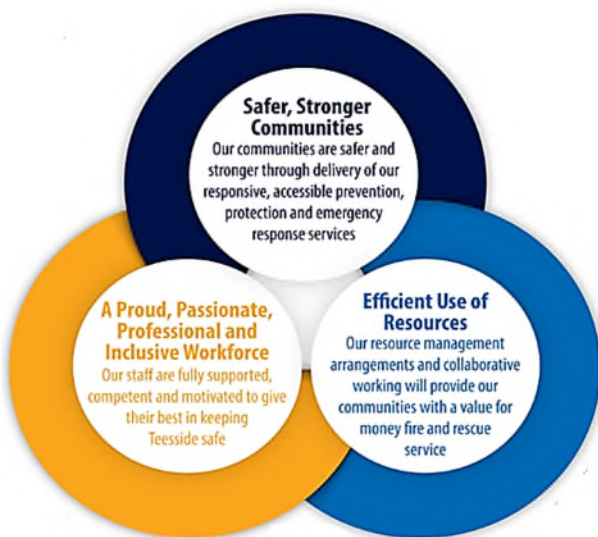 Safer, Stronger
Communities
Our communities are safer and
stronger through delivery of our
responsive, accessible prevention,
protection and emergency
response services
A Proud, Passionate,
Professional and
Inclusive Workforce
Our staff are fully supported,
competent and motivated to give
their best in keeping
Teesside safe
Efficient Use of
Resources
Our resource management
arrangements and collaborative
working will provide our
communities with a value for
money fire and rescue
service